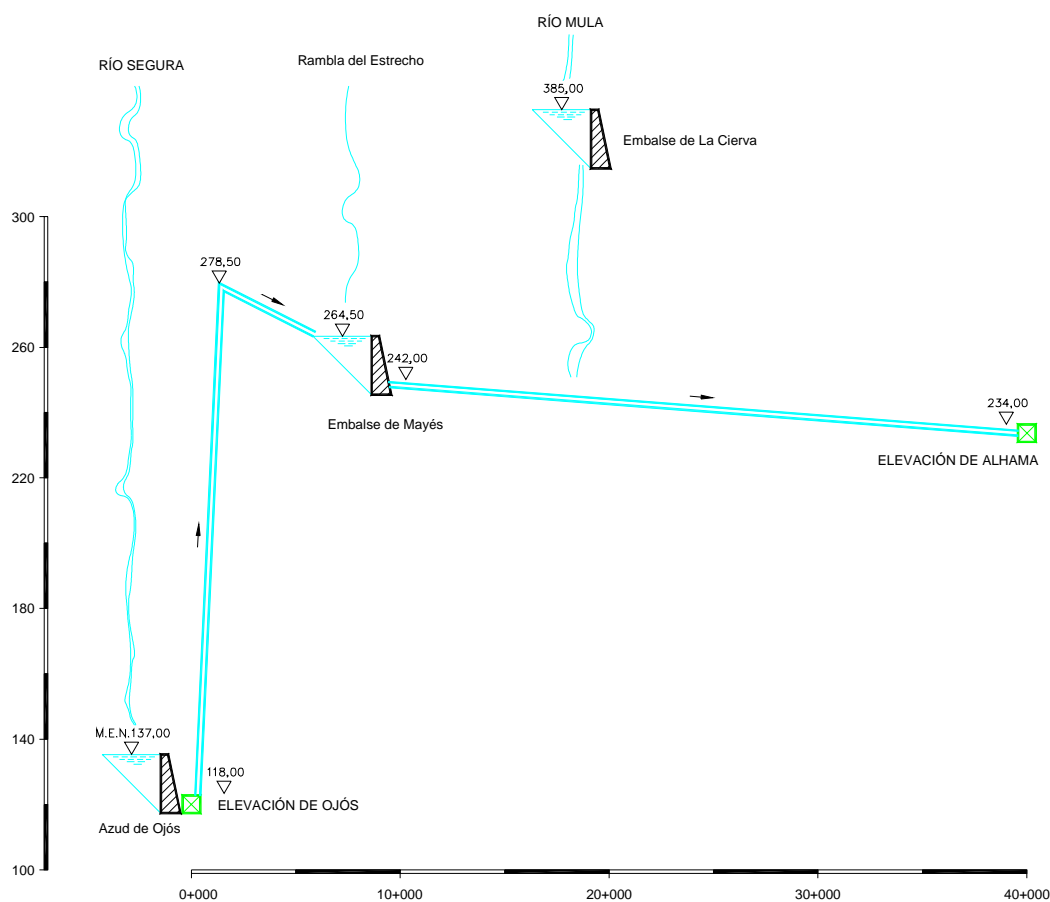 RÍO MULA
Rambla del Estrecho
RÍO SEGURA
385,00
Embalse de La Cierva
300
278,50
264,50
260
242,00
234,00
Embalse de Mayés
ELEVACIÓN DE ALHAMA
220
180
M.E.N.137,00
140
118,00
ELEVACIÓN DE OJÓS
Azud de Ojós
100
0+000
10+000
20+000
30+000
40+000